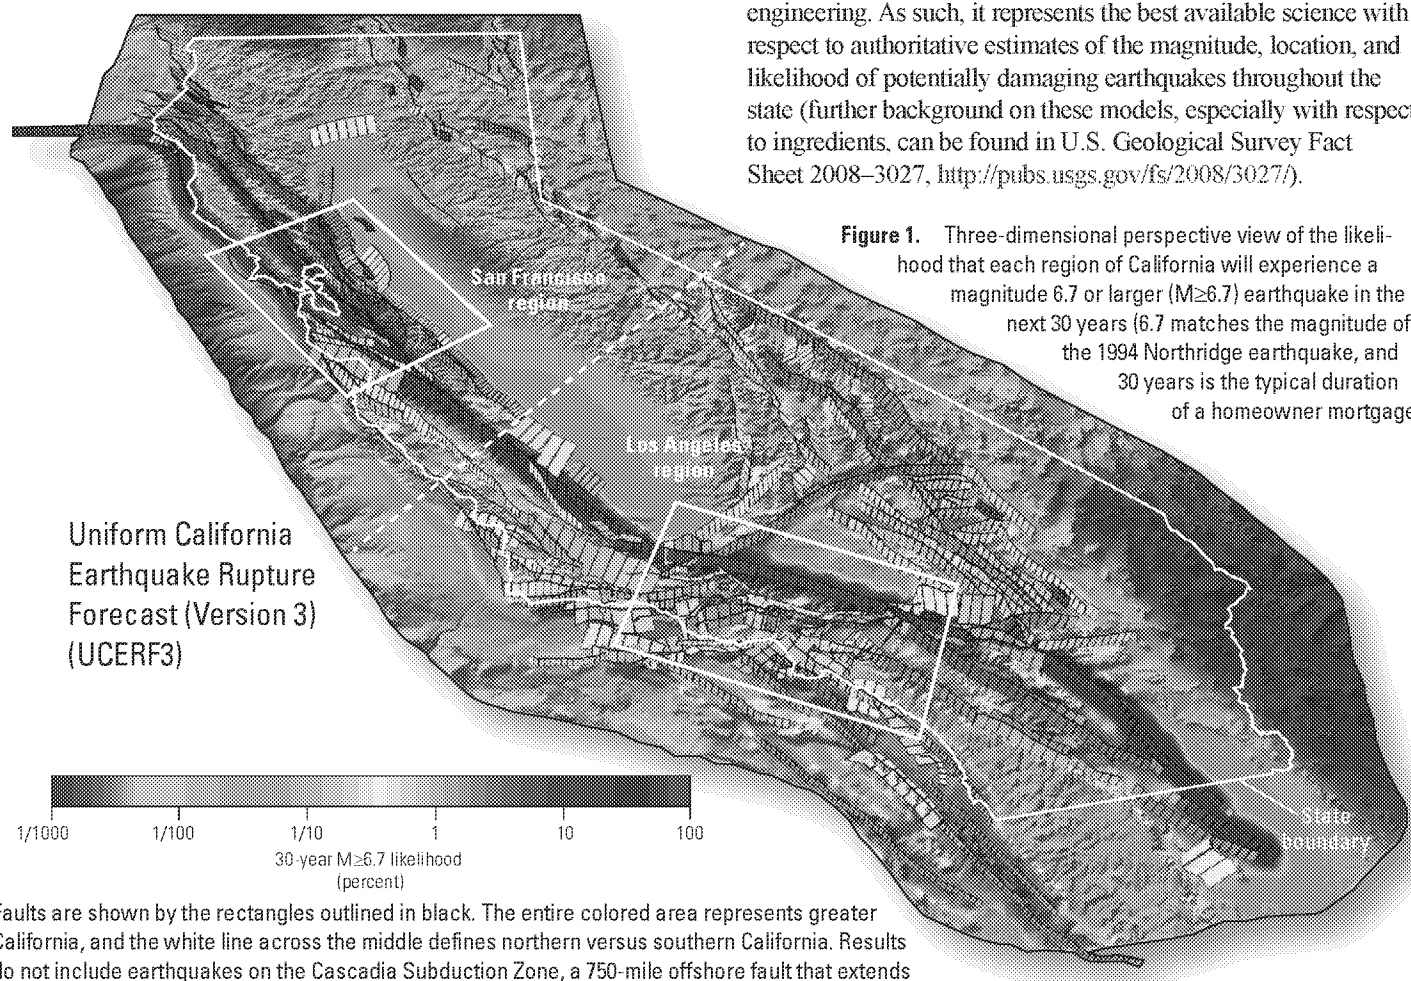 engineering. As such, it represents the best available science with
respect to authoritative estimates of the magnitude, location, and
likelihood of potentially damaging earthquakes throughout the
state (further background on these models, especially with respect
to ingredients, can be found in U.S. Geological Survey Fact
Sheet 2008–3027, http://pubs.usgs.gov/fs/2008/3027/).
Figure 1. Three-dimensional perspective view of the likeli-
hood that each region of California will experience a
magnitude 6.7 or larger (M≥6.7) earthquake in the
next 30 years (6.7 matches the magnitude of
the 1994 Northridge earthquake, and
30 years is the typical duration
of a homeowner mortgage
San Francisco
region
Los Angeles
region
Uniform California
Earthquake Rupture
Forecast (Version 3)
(UCERF3)
State
boundary
1/1000 1/100 1/10 1 10 100
30-year M≥6.7 likelihood
(percent)
Faults are shown by the rectangles outlined in black. The entire colored area represents greater
California, and the white line across the middle defines northern versus southern California. Results
do not include earthquakes on the Cascadia Subduction Zone, a 750-mile offshore fault that extends